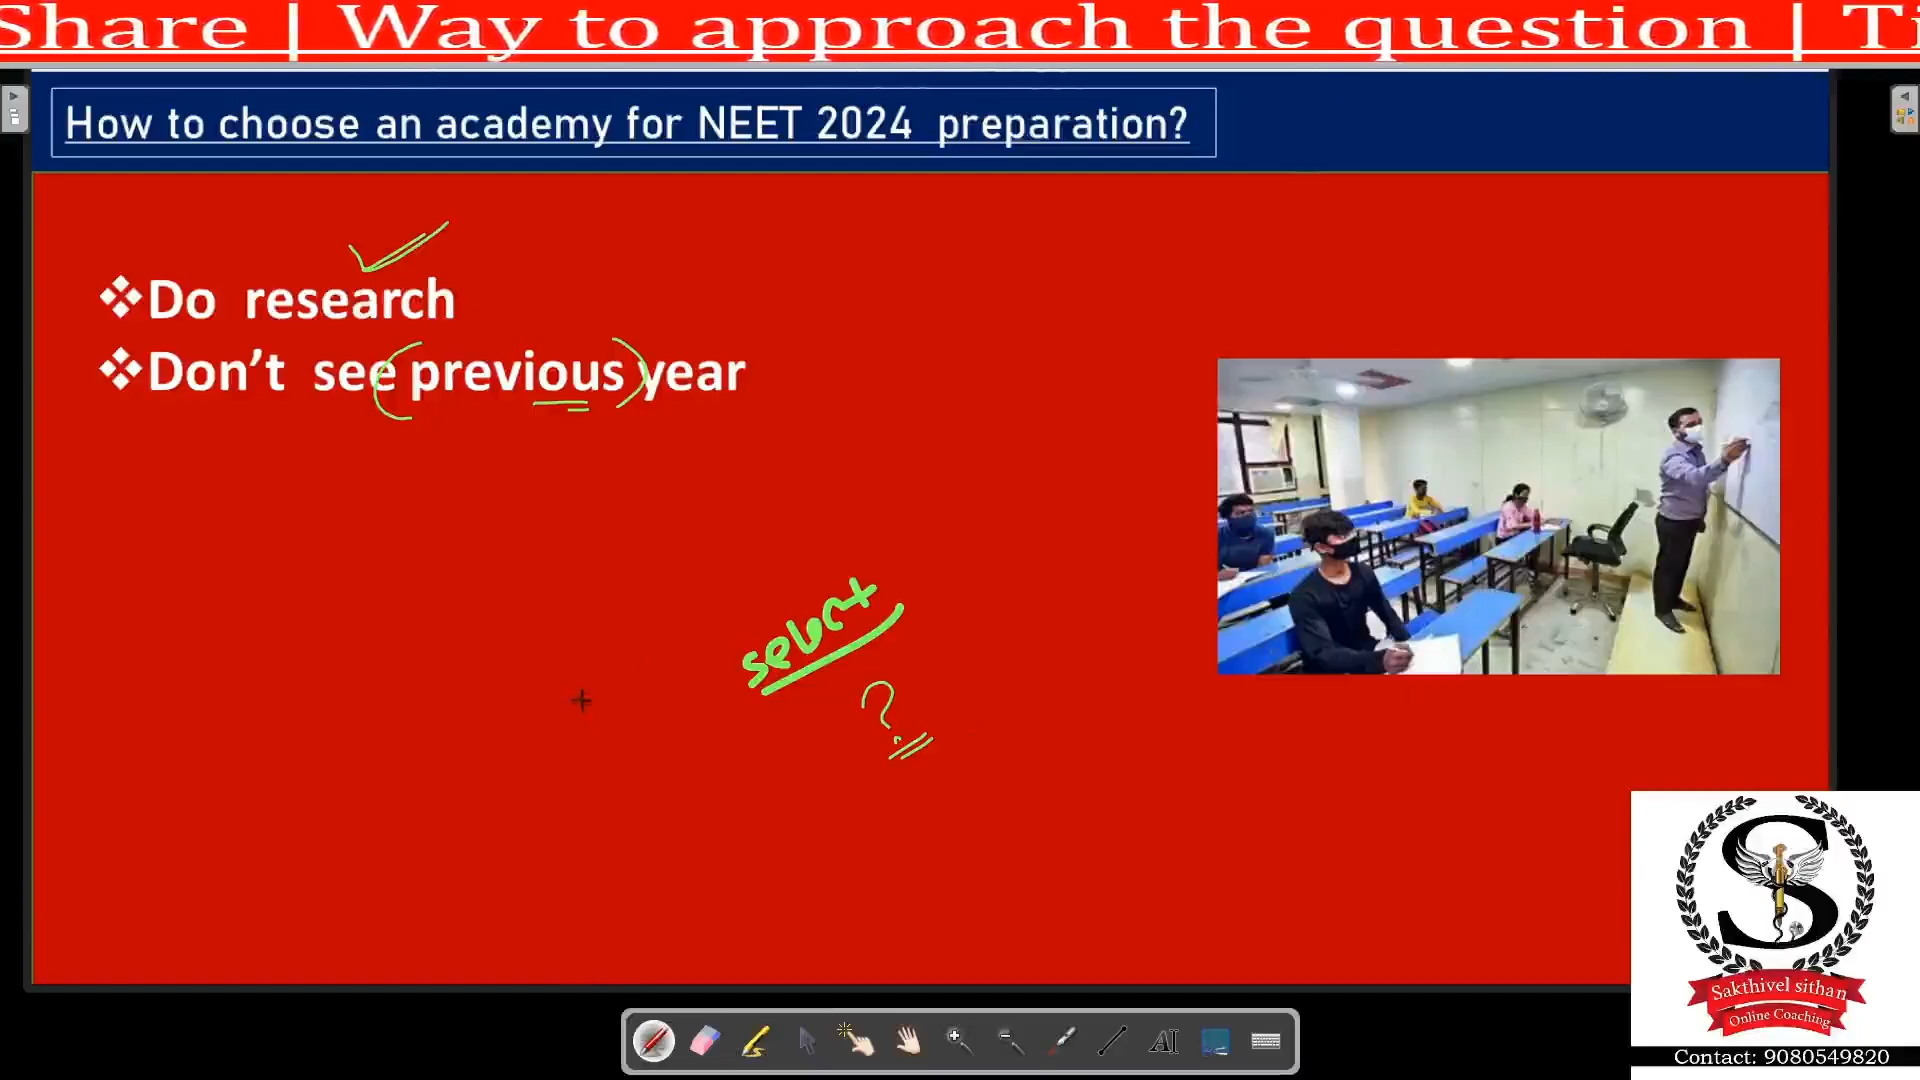 Share | Way to approach the question | Ti
How to choose an academy for NEET 2024 preparation?
❖Do research
❖Don't see previous year
select
?
S
Sakthivel sithan
Online Coaching
Contact: 9080549820
AI